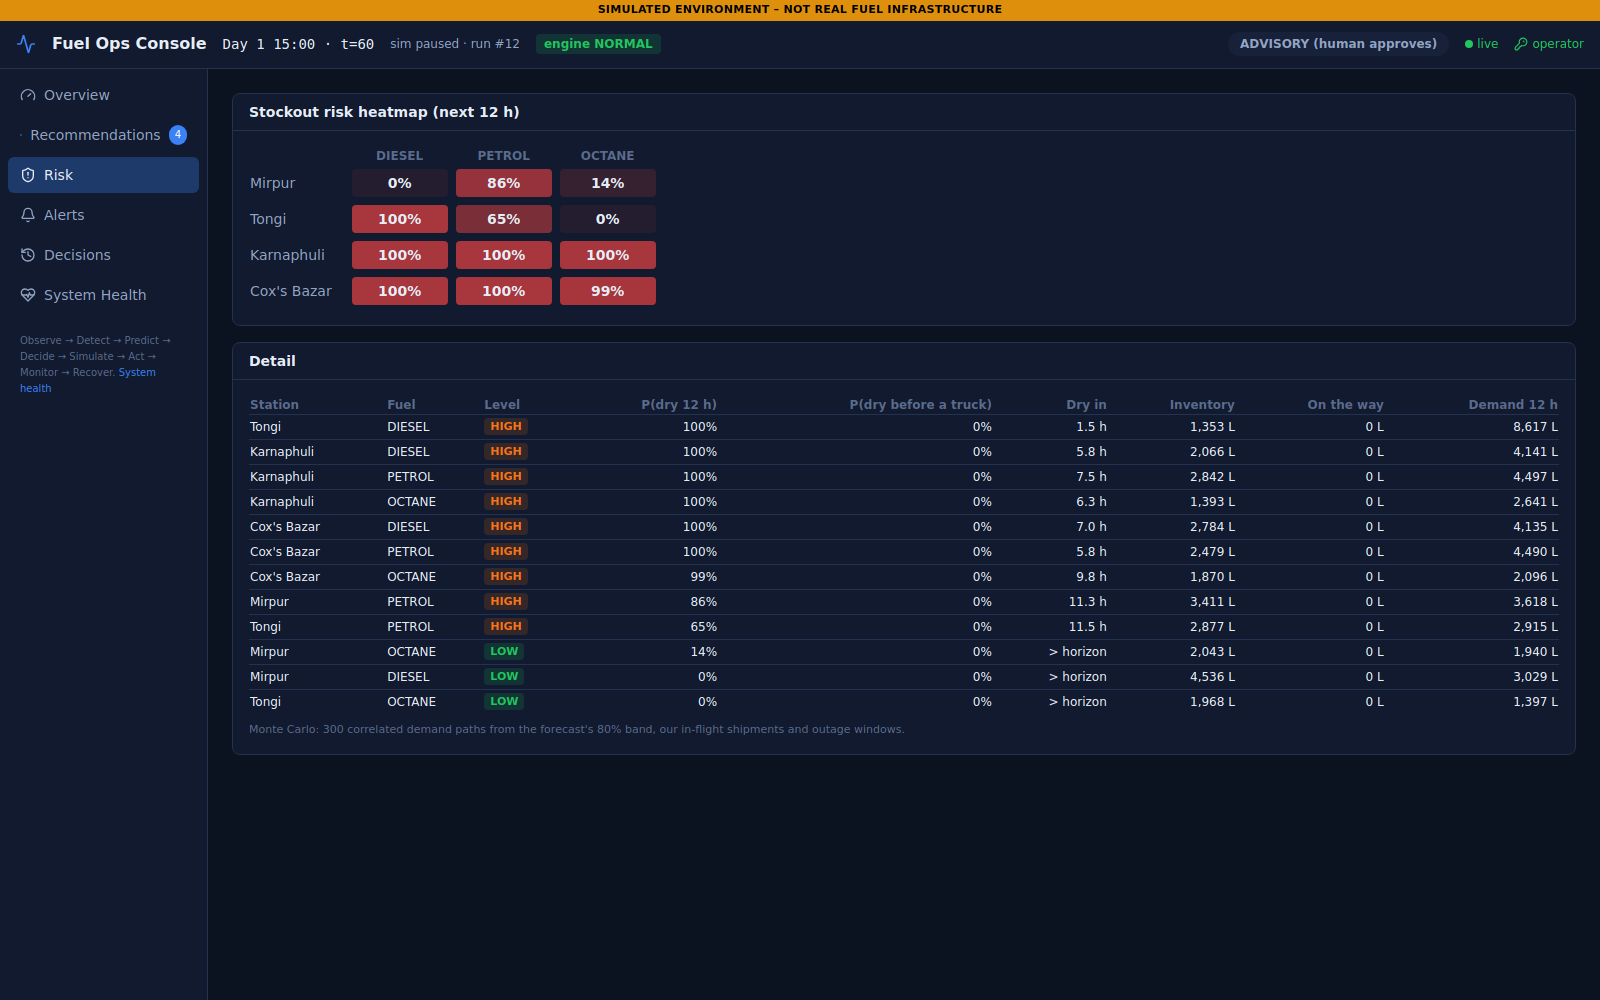 SIMULATED ENVIRONMENT – NOT REAL FUEL INFRASTRUCTURE
Fuel Ops Console Day 1 15:00 · t=60 sim paused · run #12 engine NORMAL ADVISORY (human approves) live operator
Overview
Recommendations 4
Risk
Alerts
Decisions
System Health
Observe → Detect → Predict →
Decide → Simulate → Act →
Monitor → Recover. System
health
Stockout risk heatmap (next 12 h)
DIESEL PETROL OCTANE
Mirpur 0% 86% 14%
Tongi 100% 65% 0%
Karnaphuli 100% 100% 100%
Cox's Bazar 100% 100% 99%
Detail
Station Fuel Level P(dry 12 h) P(dry before a truck) Dry in Inventory On the way Demand 12 h
Tongi DIESEL HIGH 100% 0% 1.5 h 1,353 L 0 L 8,617 L
Karnaphuli DIESEL HIGH 100% 0% 5.8 h 2,066 L 0 L 4,141 L
Karnaphuli PETROL HIGH 100% 0% 7.5 h 2,842 L 0 L 4,497 L
Karnaphuli OCTANE HIGH 100% 0% 6.3 h 1,393 L 0 L 2,641 L
Cox's Bazar DIESEL HIGH 100% 0% 7.0 h 2,784 L 0 L 4,135 L
Cox's Bazar PETROL HIGH 100% 0% 5.8 h 2,479 L 0 L 4,490 L
Cox's Bazar OCTANE HIGH 99% 0% 9.8 h 1,870 L 0 L 2,096 L
Mirpur PETROL HIGH 86% 0% 11.3 h 3,411 L 0 L 3,618 L
Tongi PETROL HIGH 65% 0% 11.5 h 2,877 L 0 L 2,915 L
Mirpur OCTANE LOW 14% 0% > horizon 2,043 L 0 L 1,940 L
Mirpur DIESEL LOW 0% 0% > horizon 4,536 L 0 L 3,029 L
Tongi OCTANE LOW 0% 0% > horizon 1,968 L 0 L 1,397 L
Monte Carlo: 300 correlated demand paths from the forecast's 80% band, our in-flight shipments and outage windows.